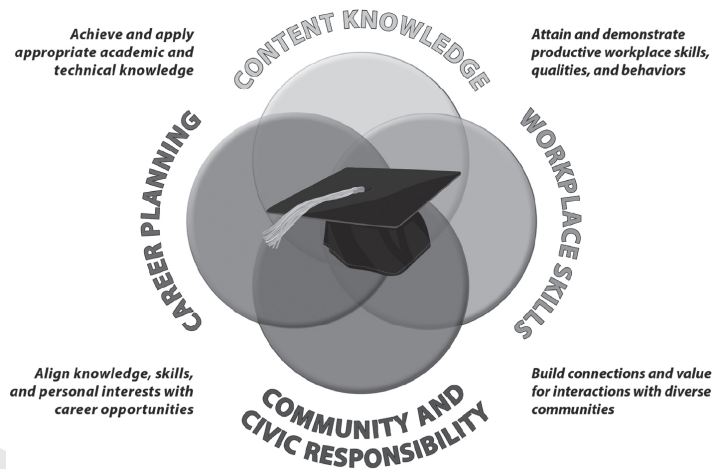 Achieve and apply
appropriate academic and
technical knowledge
CONTENT KNOWLEDGE
Attain and demonstrate
productive workplace skills,
qualities, and behaviors
CAREER PLANNING
WORKPLACE SKILLS
Align knowledge, skills,
and personal interests with
career opportunities
COMMUNITY AND
CIVIC RESPONSIBILITY
Build connections and value
for interactions with diverse
communities